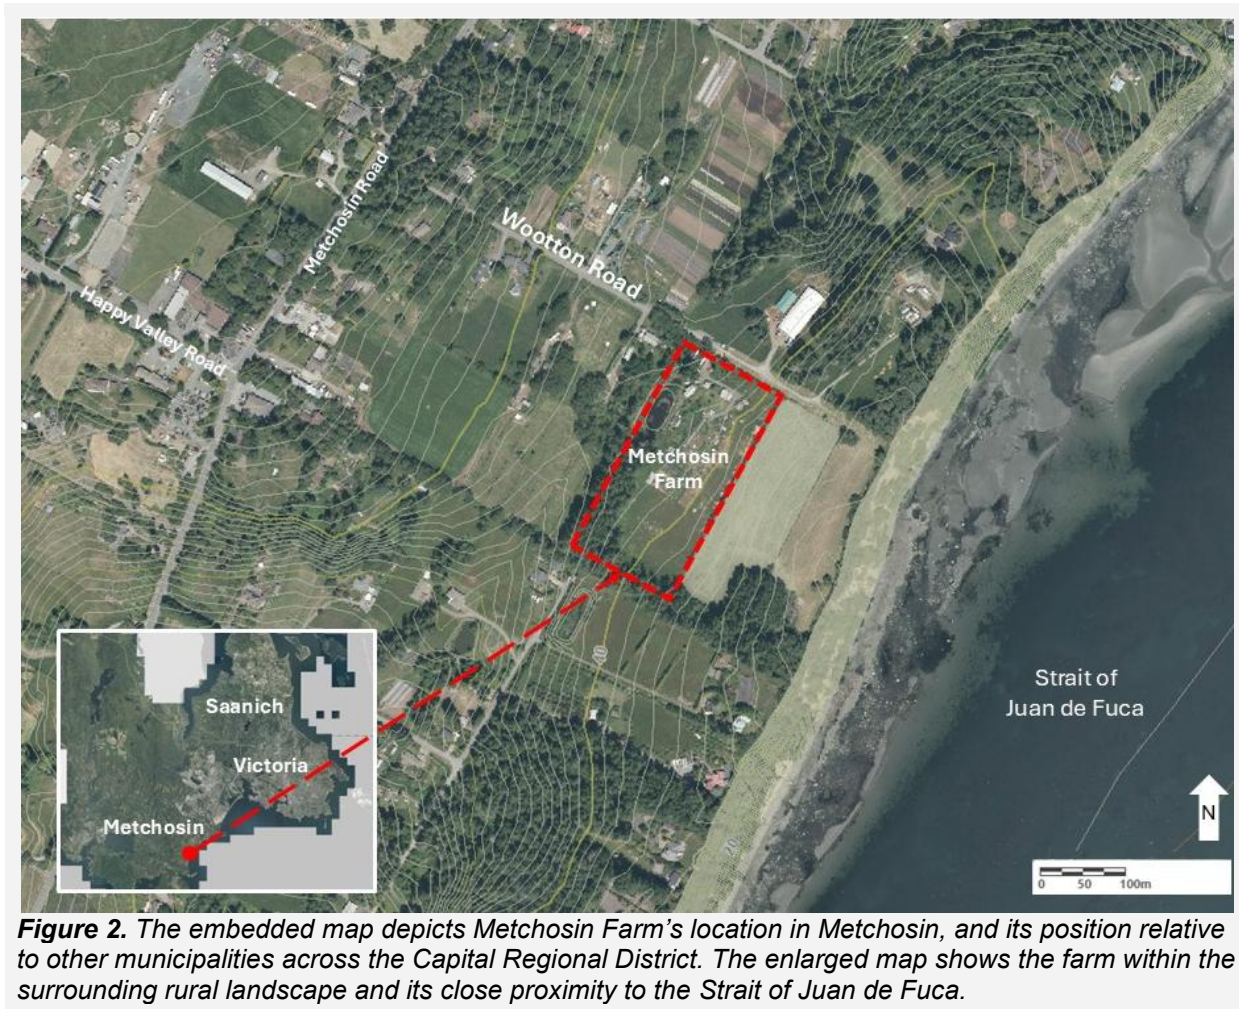 Metchosin Road
Wootton Road
Happy Valley Road
Metchosin
Farm
40
Saanich
Victoria
Metchosin
Strait of
Juan de Fuca
20
N
0 50 100m
Figure 2. The embedded map depicts Metchosin Farm's location in Metchosin, and its position relative
to other municipalities across the Capital Regional District. The enlarged map shows the farm within the
surrounding rural landscape and its close proximity to the Strait of Juan de Fuca.